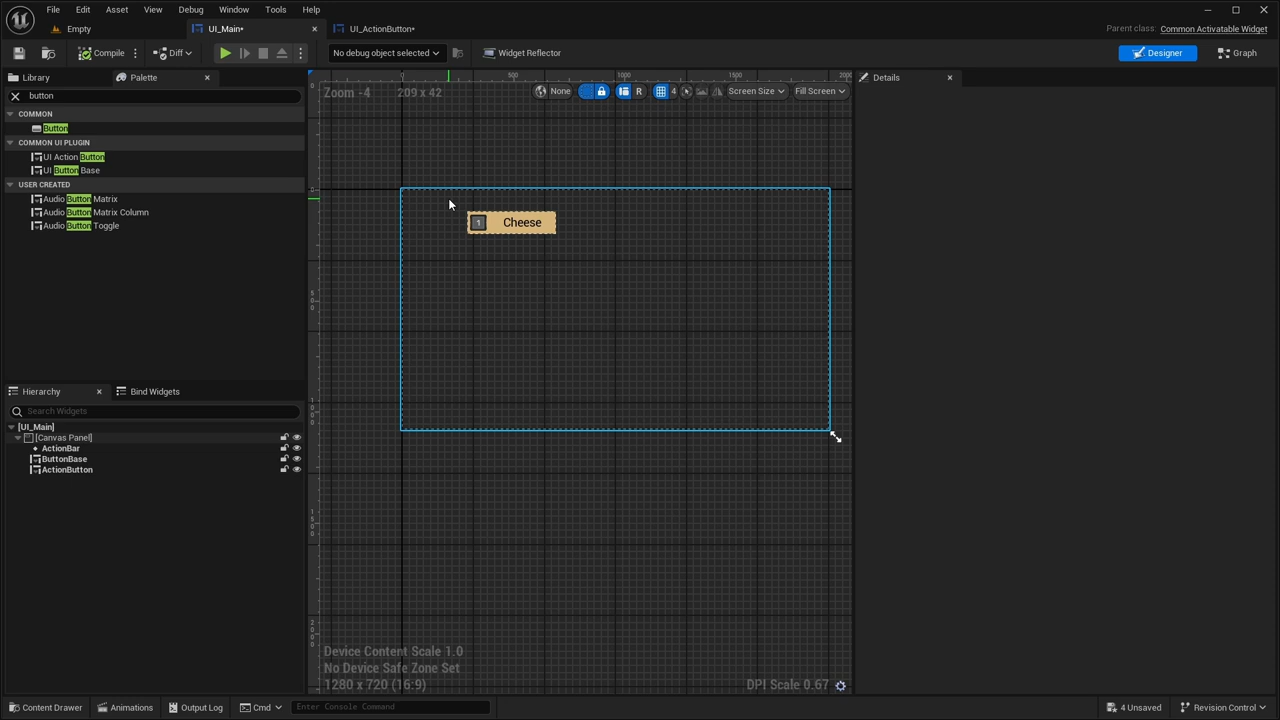 File Edit Asset View Debug Window Tools Help
Empty UI_Main* UI_ActionButton* Parent class: Common Activatable Widget
Compile Diff No debug object selected Widget Reflector Designer Graph
Library Palette Details
button
Zoom -4 209 x 42 None R 4 Screen Size Fill Screen
0 500 1000 1500 2000
COMMON
Button
COMMON UI PLUGIN
UI Action Button
UI Button Base
USER CREATED
Audio Button Matrix
Audio Button Matrix Column
Audio Button Toggle
1 Cheese
Hierarchy Bind Widgets
Search Widgets
[UI_Main]
[Canvas Panel]
ActionBar
ButtonBase
ActionButton
Device Content Scale 1.0
No Device Safe Zone Set
1280 x 720 (16:9) DPI Scale 0.67
Content Drawer Animations Output Log Cmd Enter Console Command 4 Unsaved Revision Control